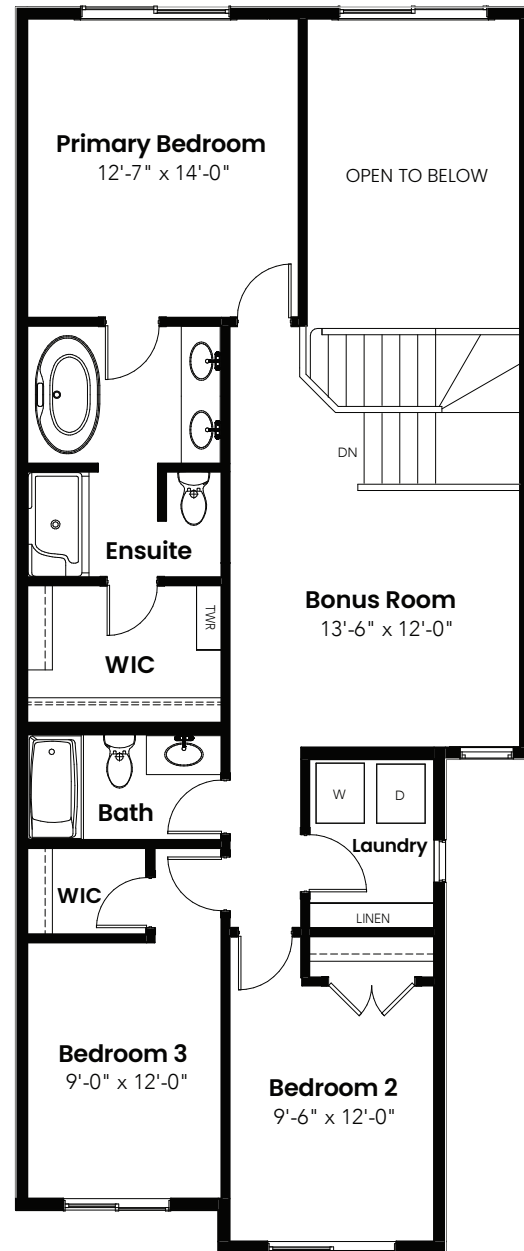 Primary Bedroom
12'-7" x 14'-0"
OPEN TO BELOW
DN
Ensuite
Bonus Room
13'-6" x 12'-0"
TWR
WIC
W
D
Bath
Laundry
WIC
LINEN
Bedroom 3
9'-0" x 12'-0"
Bedroom 2
9'-6" x 12'-0"